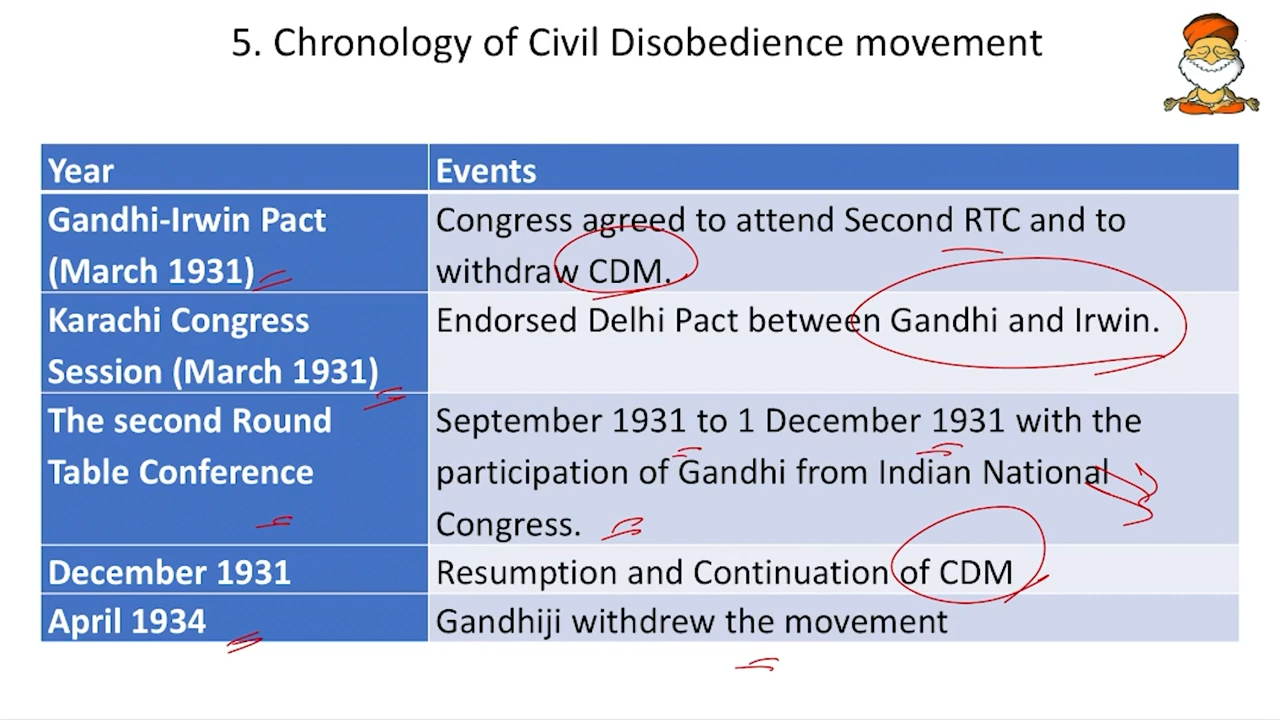 5. Chronology of Civil Disobedience movement
Year
Events
Gandhi-Irwin Pact
(March 1931)
Congress agreed to attend Second RTC and to
withdraw CDM.
Karachi Congress
Session (March 1931)
Endorsed Delhi Pact between Gandhi and Irwin.
The second Round
Table Conference
September 1931 to 1 December 1931 with the
participation of Gandhi from Indian National
Congress.
December 1931
Resumption and Continuation of CDM
April 1934
Gandhiji withdrew the movement